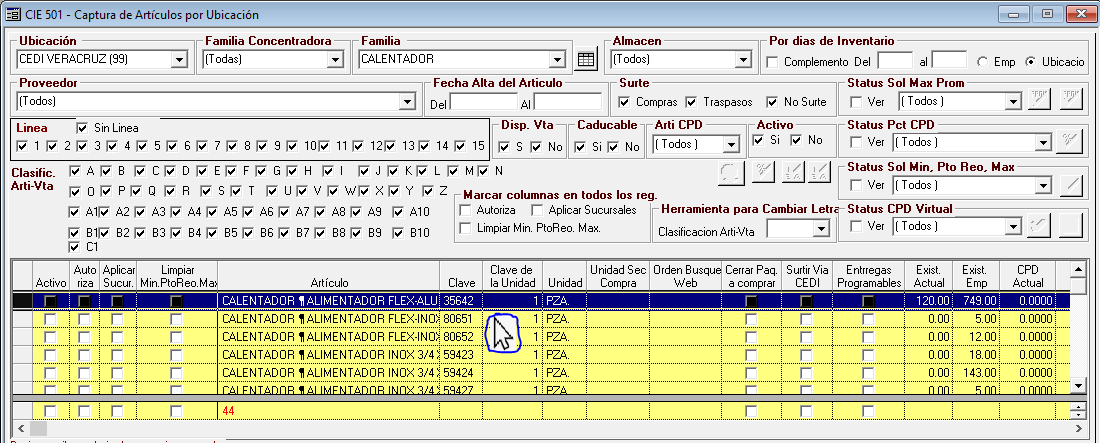 CIE 501 - Captura de Artículos por Ubicación
Ubicación Familia Concentradora Familia Almacen Por dias de Inventario
CEDI VERACRUZ (99) (Todas) CALENTADOR (Todos) Complemento Del al Emp Ubicacio
Proveedor Fecha Alta del Articulo Surte Status Sol Max Prom
(Todos) Del Al Compras Traspasos No Surte Ver ( Todos )
Linea Sin Linea Disp. Vta Caducable Arti CPD Activo Status Pct CPD
1 2 3 4 5 6 7 8 9 10 11 12 13 14 15 S No Si No (Todos) Si No Ver ( Todos )
Clasific. Arti-Vta A B C D E F G H I J K L M N Status Sol Min, Pto Reo, Max
O P Q R S T U V W X Y Z Ver ( Todos )
Marcar columnas en todos los reg.
A1 A2 A3 A4 A5 A6 A7 A8 A9 A10 Autoriza Aplicar Sucursales Herramienta para Cambiar Letra Status CPD Virtual
B1 B2 B3 B4 B5 B6 B7 B8 B9 B10 Limpiar Min. PtoReo. Max. Clasificacion Arti-Vta Ver ( Todos )
C1
Activo Auto riza Aplicar Sucur. Limpiar Min.PtoReo.Max Artículo Clave Clave de la Unidad Unidad Unidad Sec Compra Orden Busque Web Cerrar Paq. a comprar Surtir Via CEDI Entregas Programables Exist. Actual Exist. Emp CPD Actual
CALENTADOR ¶ ALIMENTADOR FLEX-ALU 35642 1 PZA. 120.00 749.00 0.0000
CALENTADOR ¶ ALIMENTADOR FLEX-INO 80651 1 PZA. 0.00 5.00 0.0000
CALENTADOR ¶ ALIMENTADOR FLEX-INO 80652 1 PZA. 0.00 12.00 0.0000
CALENTADOR ¶ ALIMENTADOR INOX 3/4 X 59423 1 PZA. 0.00 18.00 0.0000
CALENTADOR ¶ ALIMENTADOR INOX 3/4 X 59424 1 PZA. 0.00 143.00 0.0000
CALENTADOR ¶ ALIMENTADOR INOX 3/4 X 59427 1 PZA. 0.00 5.00 0.0000
44